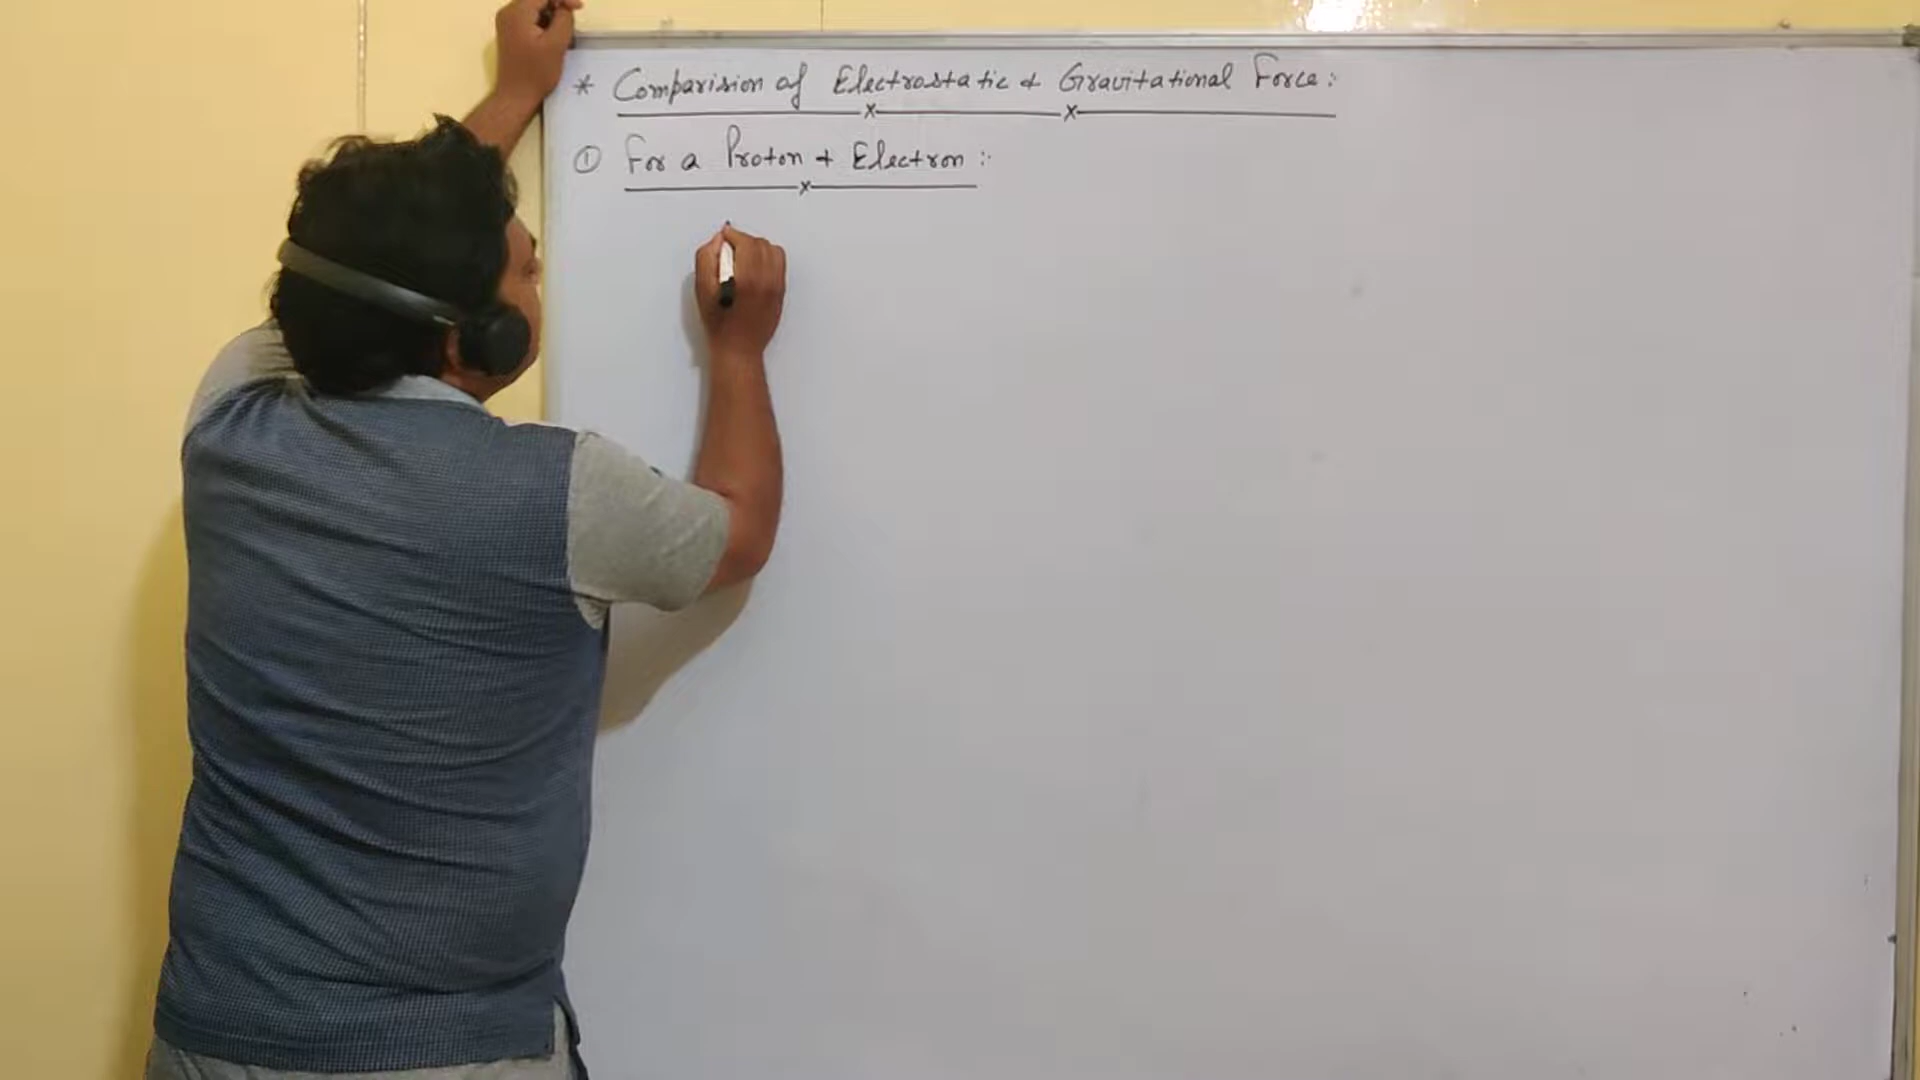 * Comparision of Electrostatic & Gravitational Force:
① For a Proton & Electron :-